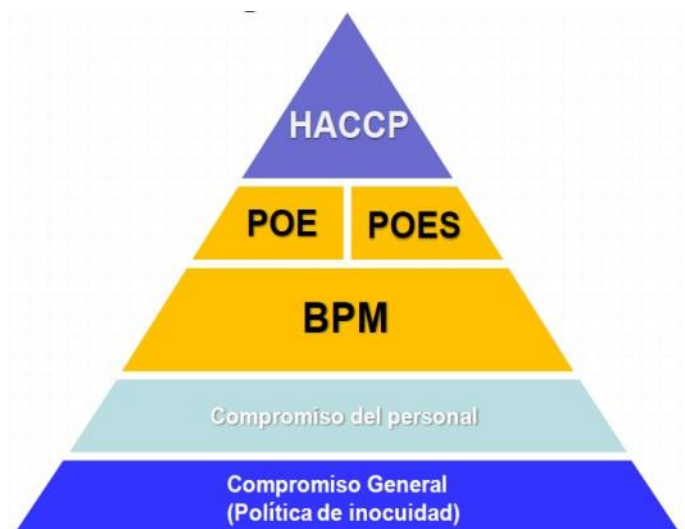 HACCP
POE
POES
BPM
Compromiso del personal
Compromiso General
(Política de inocuidad)